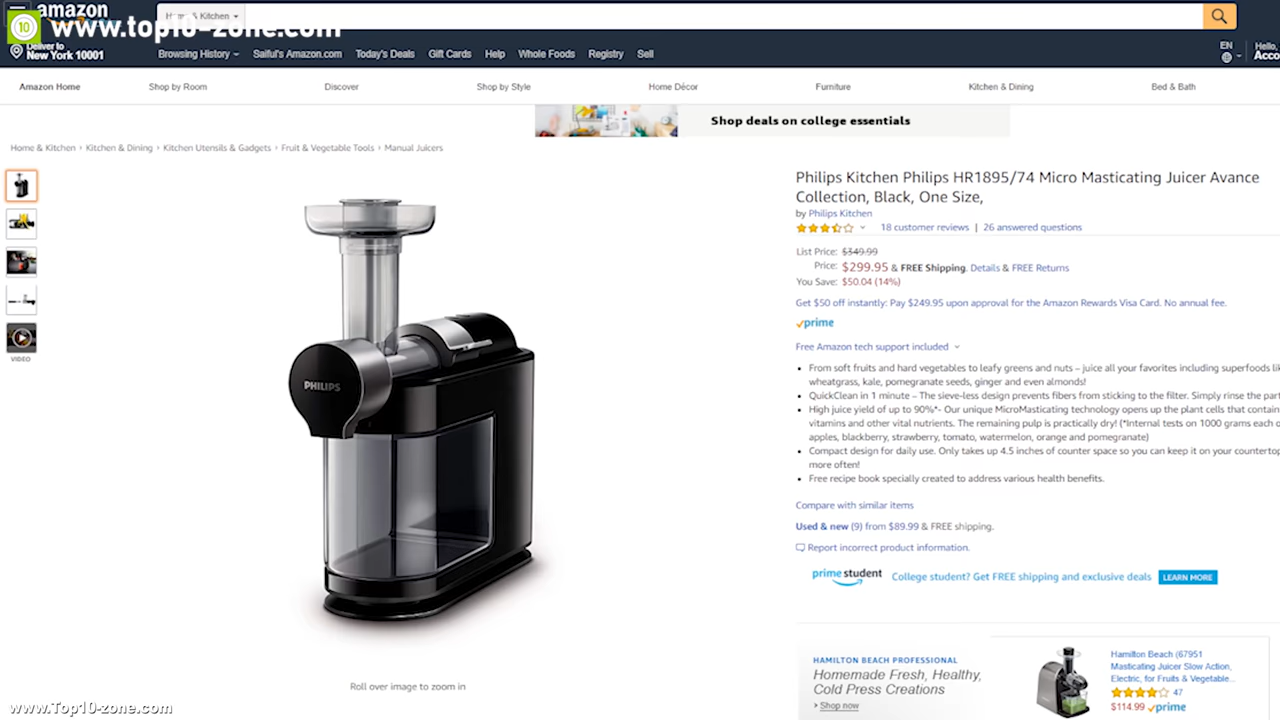 amazon
10
www.top10-zone.com
Home & Kitchen
Deliver to
New York 10001
Browsing History
Saiful's Amazon.com
Today's Deals
Gift Cards
Help
Whole Foods
Registry
Sell
EN
Hello,
Acco
Amazon Home
Shop by Room
Discover
Shop by Style
Home Décor
Furniture
Kitchen & Dining
Bed & Bath
Shop deals on college essentials
Home & Kitchen › Kitchen & Dining › Kitchen Utensils & Gadgets › Fruit & Vegetable Tools › Manual Juicers
VIDEO
PHILIPS
Roll over image to zoom in
Philips Kitchen Philips HR1895/74 Micro Masticating Juicer Avance
Collection, Black, One Size,
by Philips Kitchen
18 customer reviews | 26 answered questions
List Price: $349.99
Price: $299.95 & FREE Shipping. Details & FREE Returns
You Save: $50.04 (14%)
Get $50 off instantly: Pay $249.95 upon approval for the Amazon Rewards Visa Card. No annual fee.
prime
Free Amazon tech support included
• From soft fruits and hard vegetables to leafy greens and nuts – juice all your favorites including superfoods li
wheatgrass, kale, pomegranate seeds, ginger and even almonds!
• QuickClean in 1 minute – The sieve-less design prevents fibers from sticking to the filter. Simply rinse the part
• High juice yield of up to 90%*- Our unique MicroMasticating technology opens up the plant cells that contain
vitamins and other vital nutrients. The remaining pulp is practically dry! (*Internal tests on 1000 grams each o
apples, blackberry, strawberry, tomato, watermelon, orange and pomegranate)
• Compact design for daily use. Only takes up 4.5 inches of counter space so you can keep it on your countertop
more often!
• Free recipe book specially created to address various health benefits.
Compare with similar items
Used & new (9) from $89.99 & FREE shipping.
Report incorrect product information.
prime student
College student? Get FREE shipping and exclusive deals
LEARN MORE
HAMILTON BEACH PROFESSIONAL
Homemade Fresh, Healthy,
Cold Press Creations
Shop now
Hamilton Beach (67951
Masticating Juicer Slow Action,
Electric, for Fruits & Vegetable...
47
$114.99 prime
www.Top10-zone.com